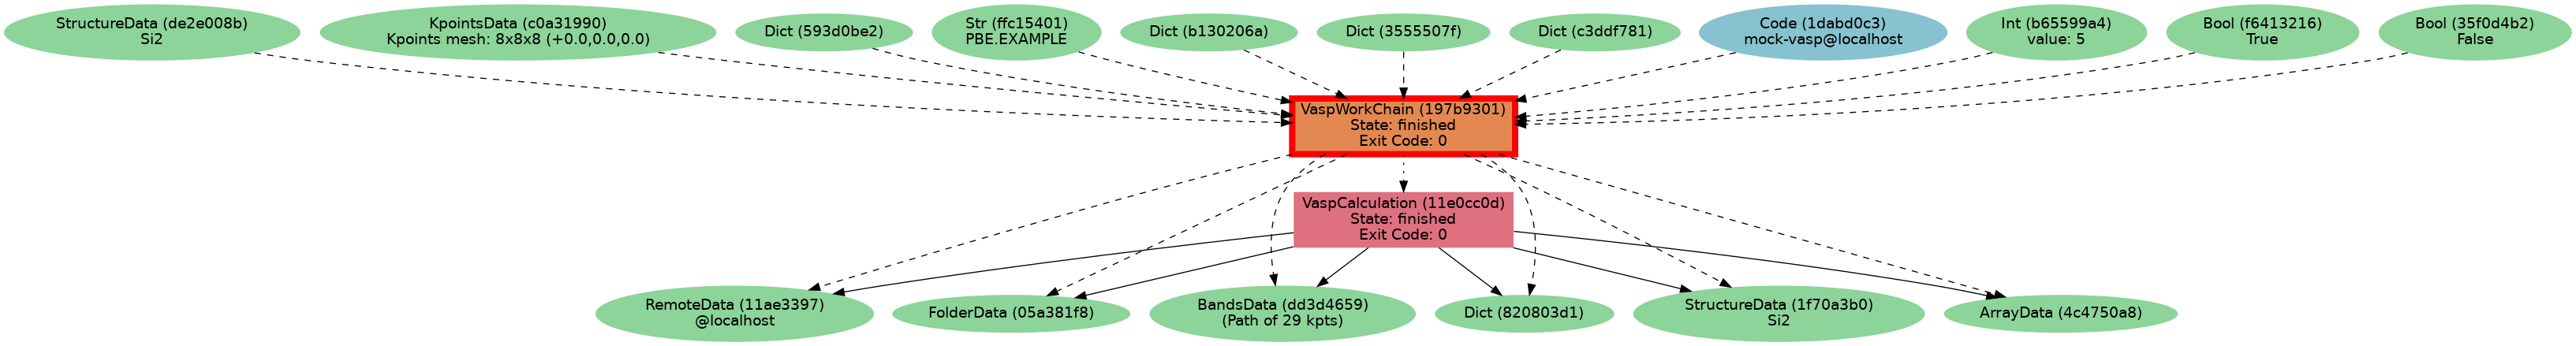 StructureData (de2e008b)
Si2
KpointsData (c0a31990)
Kpoints mesh: 8x8x8 (+0.0,0.0,0.0)
Dict (593d0be2)
Str (ffc15401)
PBE.EXAMPLE
Dict (b130206a)
Dict (3555507f)
Dict (c3ddf781)
Code (1dabd0c3)
mock-vasp@localhost
Int (b65599a4)
value: 5
Bool (f6413216)
True
Bool (35f0d4b2)
False
VaspWorkChain (197b9301)
State: finished
Exit Code: 0
VaspCalculation (11e0cc0d)
State: finished
Exit Code: 0
RemoteData (11ae3397)
@localhost
FolderData (05a381f8)
BandsData (dd3d4659)
(Path of 29 kpts)
Dict (820803d1)
StructureData (1f70a3b0)
Si2
ArrayData (4c4750a8)